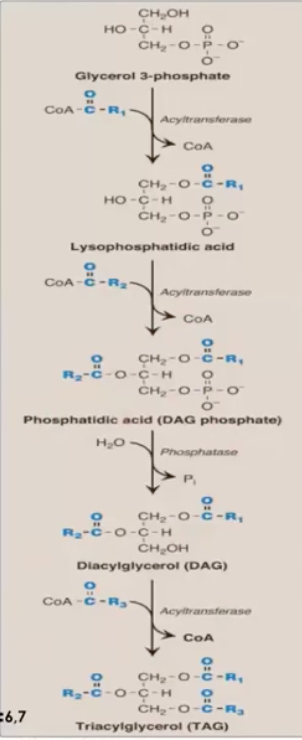 CH₂OH
HO-C-H O
CH₂-O-P-O⁻
O⁻
Glycerol 3-phosphate
O
CoA-C-R₁
Acyltransferase
CoA
O
CH₂-O-C-R₁
HO-C-H O
CH₂-O-P-O⁻
O⁻
Lysophosphatidic acid
O
CoA-C-R₂
Acyltransferase
CoA
O
O CH₂-O-C-R₁
R₂-C-O-C-H O
CH₂-O-P-O⁻
O⁻
Phosphatidic acid (DAG phosphate)
H₂O
Phosphatase
Pᵢ
O
O CH₂-O-C-R₁
R₂-C-O-C-H
CH₂OH
Diacylglycerol (DAG)
O
CoA-C-R₃
Acyltransferase
CoA
O
O CH₂-O-C-R₁
R₂-C-O-C-H O
CH₂-O-C-R₃
:6,7
Triacylglycerol (TAG)